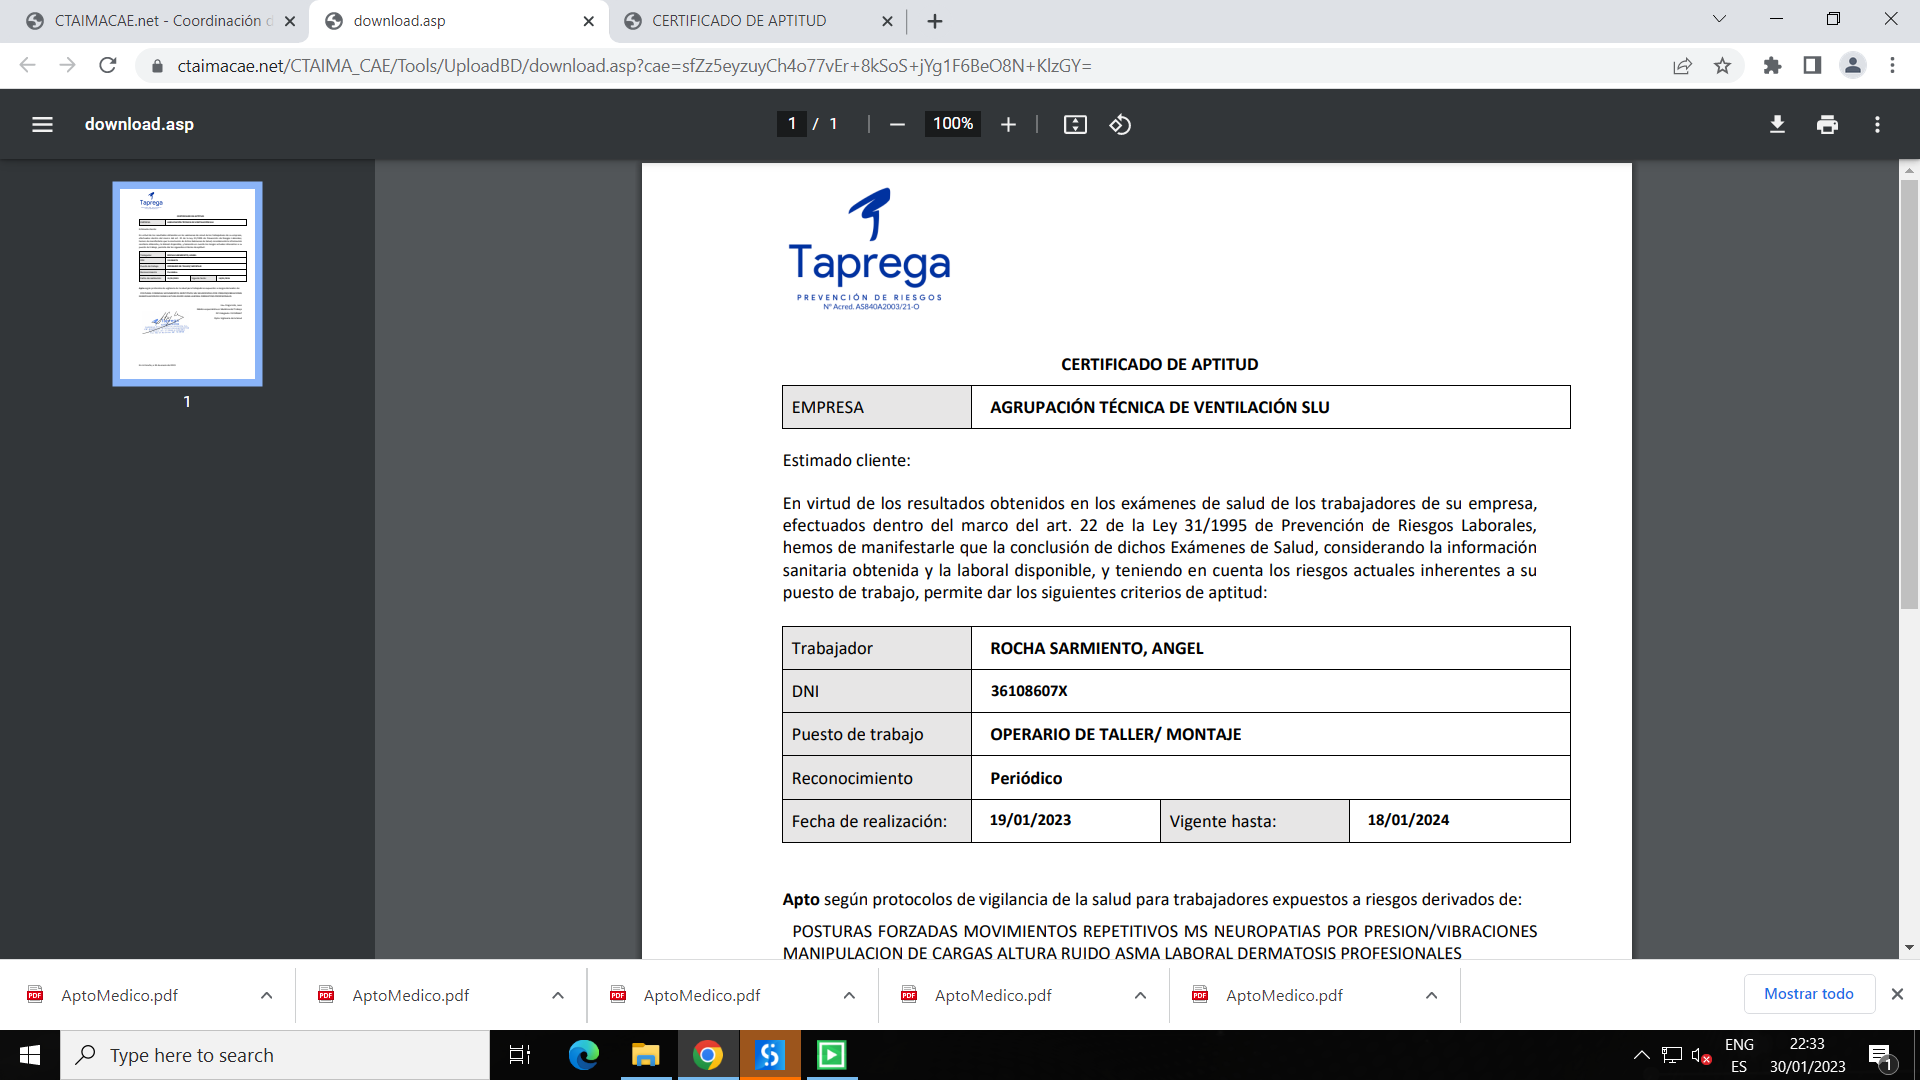 CTAIMACAE.net - Coordinación d
download.asp
CERTIFICADO DE APTITUD
ctaimacae.net/CTAIMA_CAE/Tools/UploadBD/download.asp?cae=sfZz5eyzuyCh4o77vEr+8kSoS+jYg1F6BeO8N+KlzGY=
download.asp
1 / 1
100%
1
Taprega
PREVENCIÓN DE RIESGOS
Nº Acred. AS840A2003/21-O
CERTIFICADO DE APTITUD
EMPRESA AGRUPACIÓN TÉCNICA DE VENTILACIÓN SLU
Estimado cliente:
En virtud de los resultados obtenidos en los exámenes de salud de los trabajadores de su empresa,
efectuados dentro del marco del art. 22 de la Ley 31/1995 de Prevención de Riesgos Laborales,
hemos de manifestarle que la conclusión de dichos Exámenes de Salud, considerando la información
sanitaria obtenida y la laboral disponible, y teniendo en cuenta los riesgos actuales inherentes a su
puesto de trabajo, permite dar los siguientes criterios de aptitud:
Trabajador ROCHA SARMIENTO, ANGEL
DNI 36108607X
Puesto de trabajo OPERARIO DE TALLER/ MONTAJE
Reconocimiento Periódico
Fecha de realización: 19/01/2023 Vigente hasta: 18/01/2024
Apto según protocolos de vigilancia de la salud para trabajadores expuestos a riesgos derivados de:
POSTURAS FORZADAS MOVIMIENTOS REPETITIVOS MS NEUROPATIAS POR PRESION/VIBRACIONES
MANIPULACION DE CARGAS ALTURA RUIDO ASMA LABORAL DERMATOSIS PROFESIONALES
AptoMedico.pdf
AptoMedico.pdf
AptoMedico.pdf
AptoMedico.pdf
AptoMedico.pdf
Mostrar todo
Type here to search
ENG
ES
22:33
30/01/2023
1